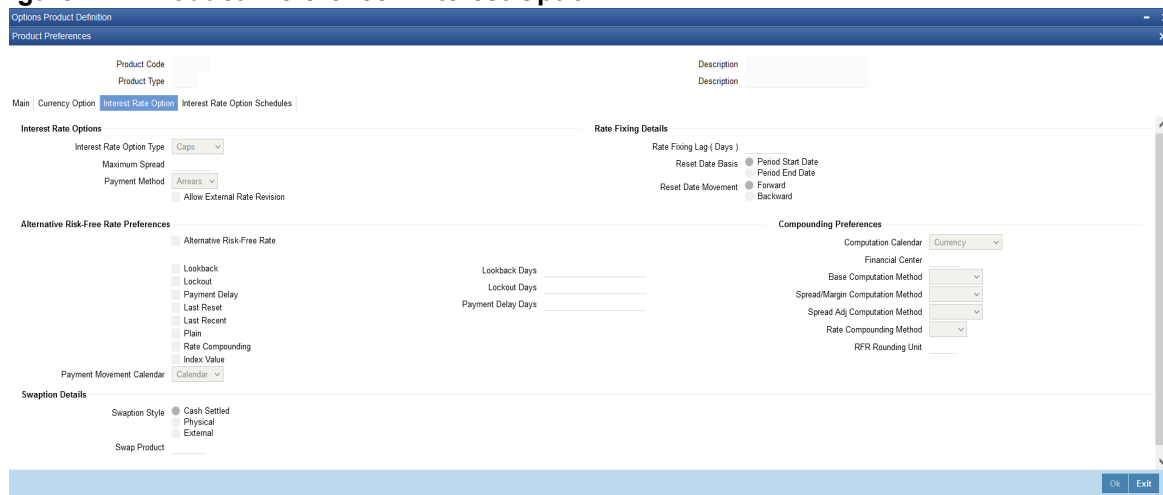 Options Product Definition
Product Preferences
Product Code
Description
Product Type
Description
Main Currency Option Interest Rate Option Interest Rate Option Schedules
Interest Rate Options
Interest Rate Option Type Caps
Maximum Spread
Payment Method Arrears
Allow External Rate Revision
Rate Fixing Details
Rate Fixing Lag ( Days )
Reset Date Basis Period Start Date
Period End Date
Reset Date Movement Forward
Backward
Alternative Risk-Free Rate Preferences
Alternative Risk-Free Rate
Lookback
Lockout
Payment Delay
Last Reset
Last Recent
Plain
Rate Compounding
Index Value
Payment Movement Calendar Calendar
Lookback Days
Lockout Days
Payment Delay Days
Compounding Preferences
Computation Calendar Currency
Financial Center
Base Computation Method
Spread/Margin Computation Method
Spread Adj Computation Method
Rate Compounding Method
RFR Rounding Unit
Swaption Details
Swaption Style Cash Settled
Physical
External
Swap Product
Ok Exit